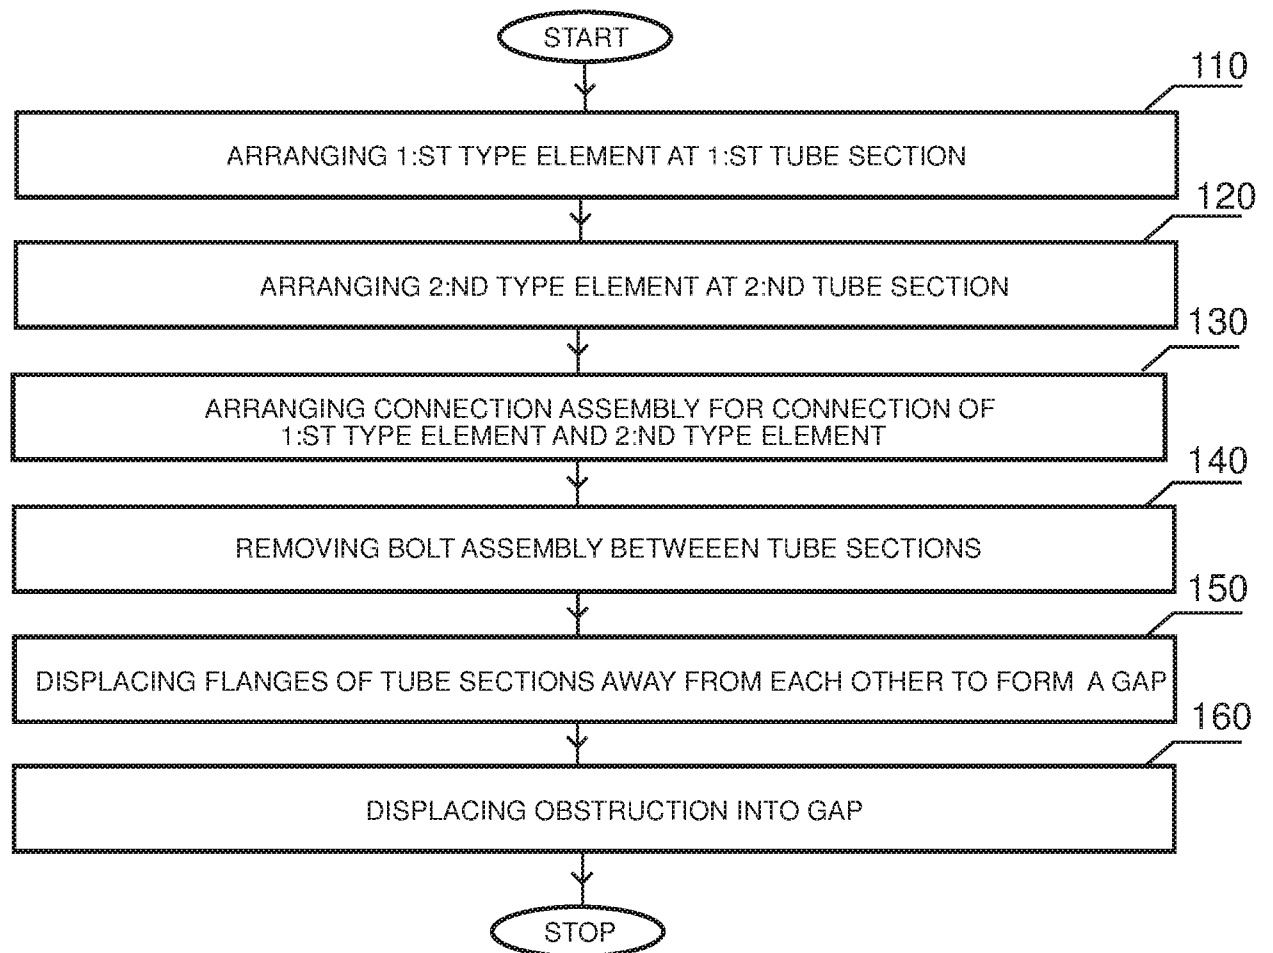 START
110
ARRANGING 1:ST TYPE ELEMENT AT 1:ST TUBE SECTION
120
ARRANGING 2:ND TYPE ELEMENT AT 2:ND TUBE SECTION
130
ARRANGING CONNECTION ASSEMBLY FOR CONNECTION OF
1:ST TYPE ELEMENT AND 2:ND TYPE ELEMENT
140
REMOVING BOLT ASSEMBLY BETWEEEN TUBE SECTIONS
150
DISPLACING FLANGES OF TUBE SECTIONS AWAY FROM EACH OTHER TO FORM A GAP
160
DISPLACING OBSTRUCTION INTO GAP
STOP